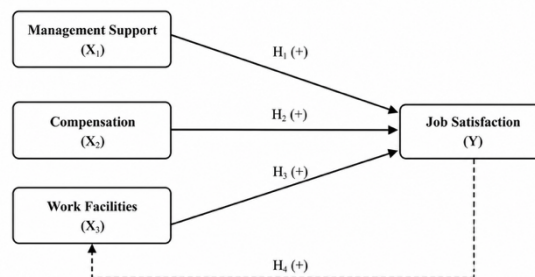 Management Support
(X₁)
H₁ (+)
Compensation
(X₂)
H₂ (+)
Job Satisfaction
(Y)
H₃ (+)
Work Facilities
(X₃)
H₄ (+)